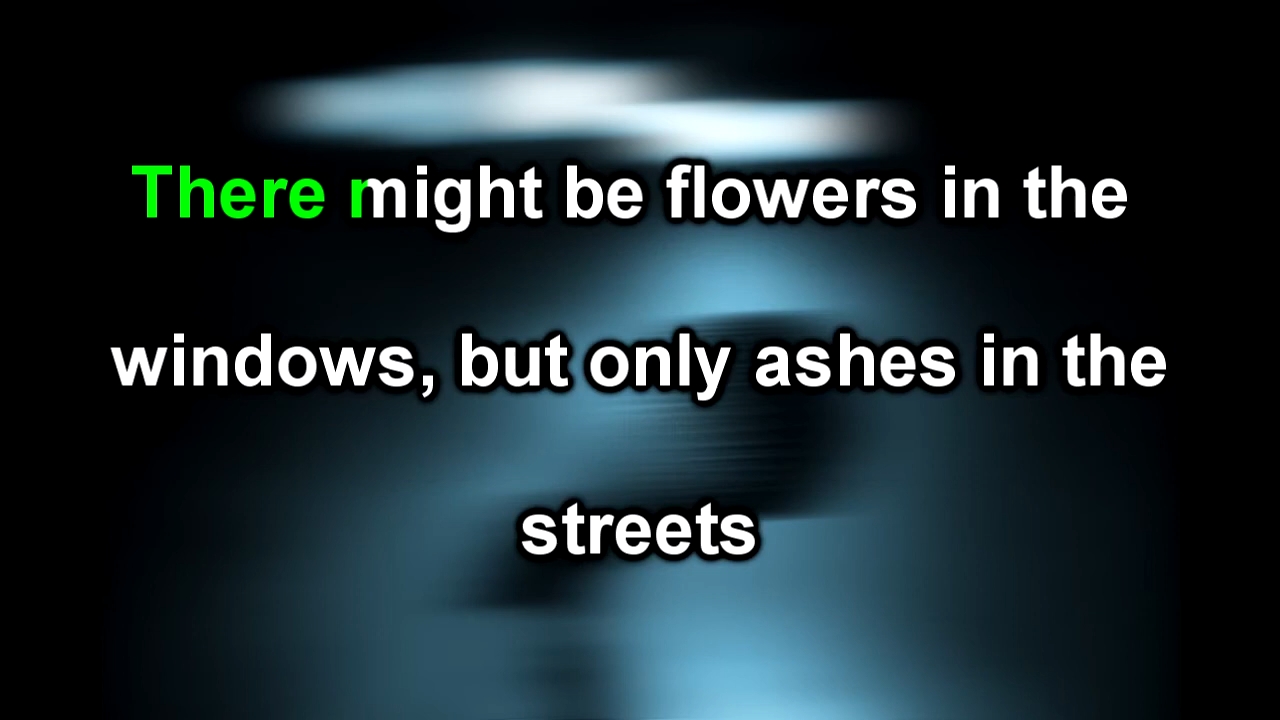 There might be flowers in the
windows, but only ashes in the
streets